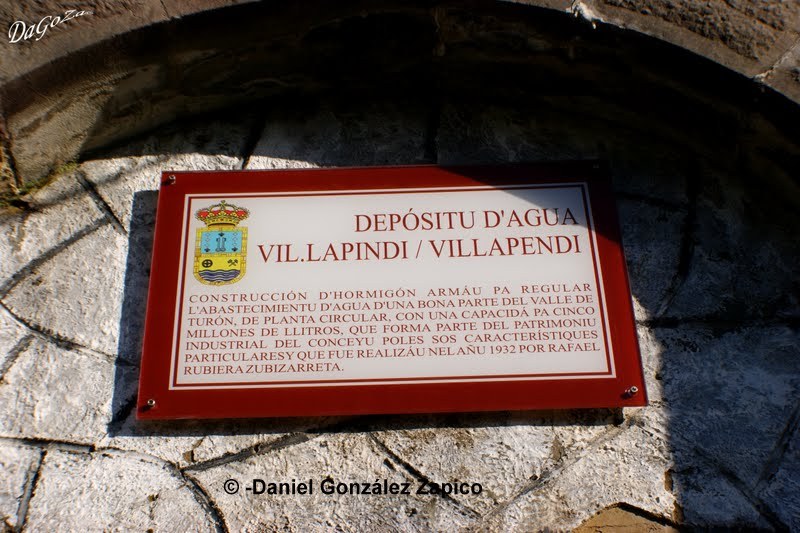 DaGoZa
DEPÓSITU D'AGUA
VIL.LAPINDI / VILLAPENDI
CONSTRUCCIÓN D'HORMIGÓN ARMÁU PA REGULAR
L'ABASTECIMIENTU D'AGUA D'UNA BONA PARTE DEL VALLE DE
TURÓN, DE PLANTA CIRCULAR, CON UNA CAPACIDÁ PA CINCO
MILLONES DE LLITROS, QUE FORMA PARTE DEL PATRIMONIU
INDUSTRIAL DEL CONCEYU POLES SOS CARACTERÍSTIQUES
PARTICULARES Y QUE FUE REALIZÁU NEL AÑU 1932 POR RAFAEL
RUBIERA ZUBIZARRETA.
© -Daniel González Zapico